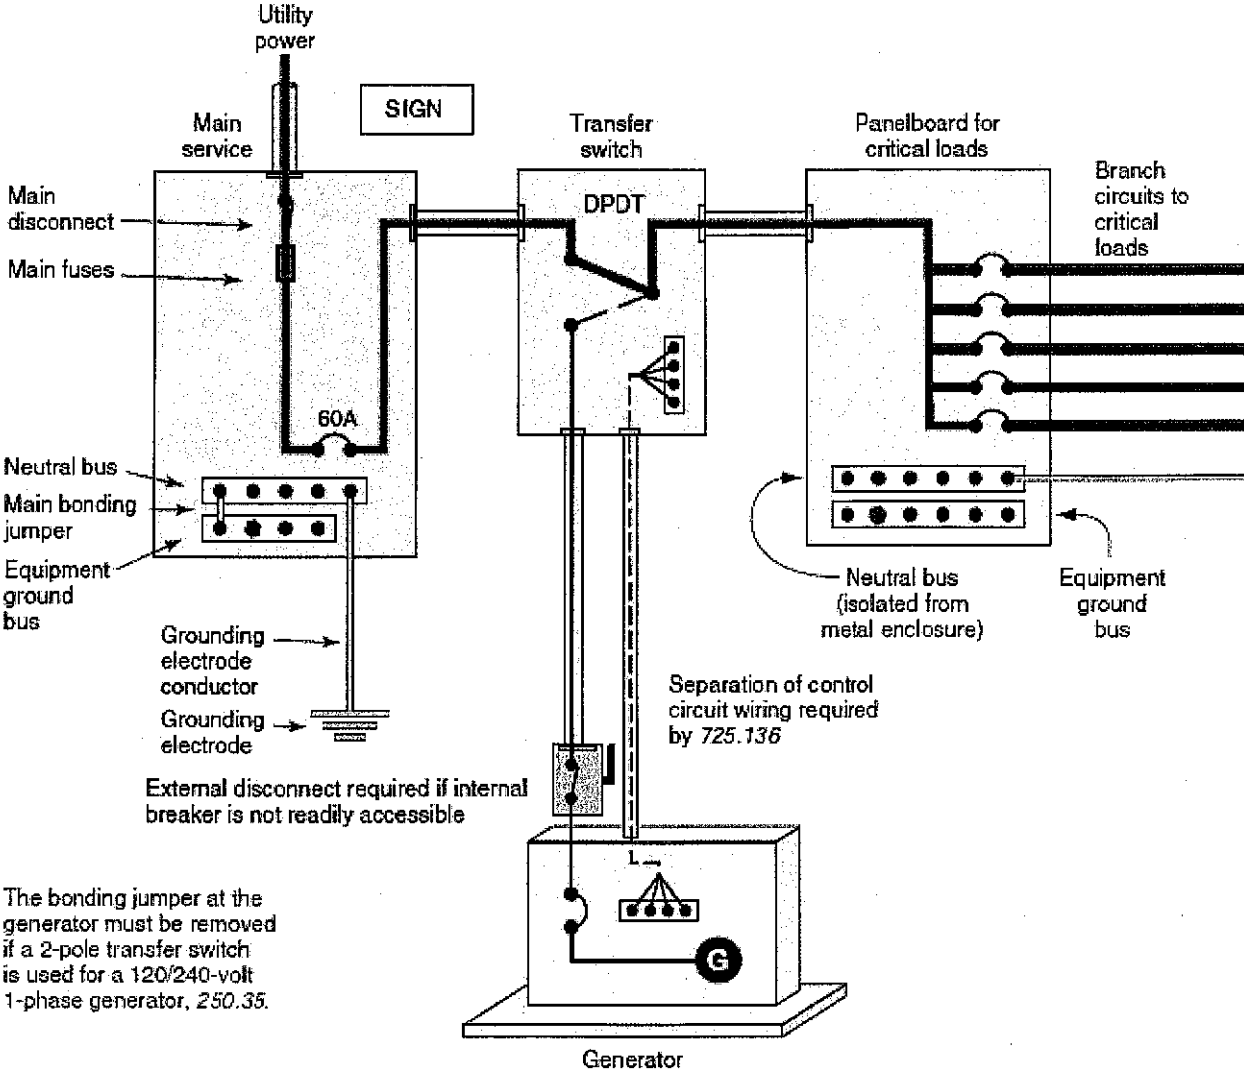 Utility
power
SIGN
Main
service
Transfer
switch
Panelboard for
critical loads
Main
disconnect
DPDT
Branch
circuits to
critical
loads
Main fuses
60A
Neutral bus
Main bonding
jumper
Equipment
ground
bus
Neutral bus
(isolated from
metal enclosure)
Equipment
ground
bus
Grounding
electrode
conductor
Grounding
electrode
Separation of control
circuit wiring required
by 725.136
External disconnect required if internal
breaker is not readily accessible
The bonding jumper at the
generator must be removed
if a 2-pole transfer switch
is used for a 120/240-volt
1-phase generator, 250.35.
G
Generator